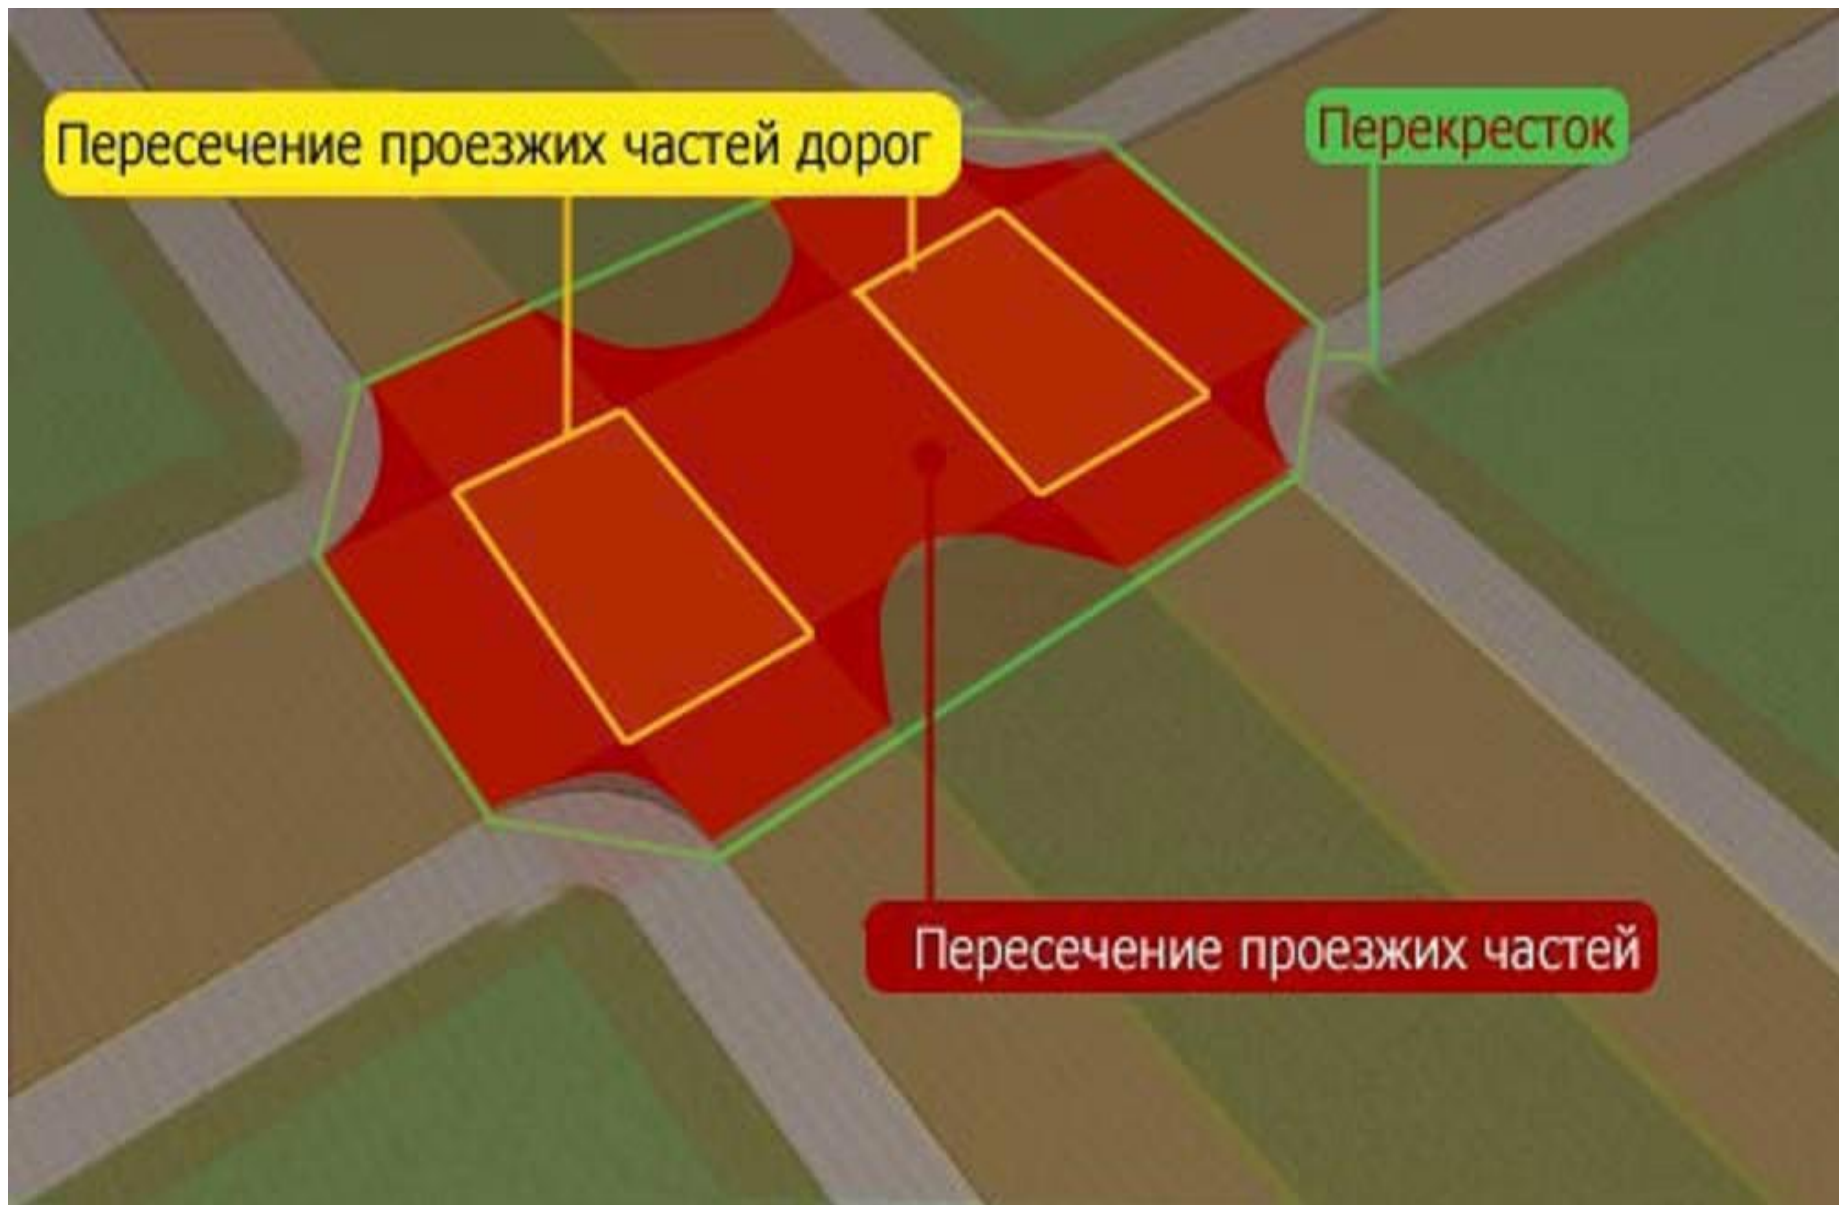 Пересечение проезжих частей дорог
Перекресток
Пересечение проезжих частей